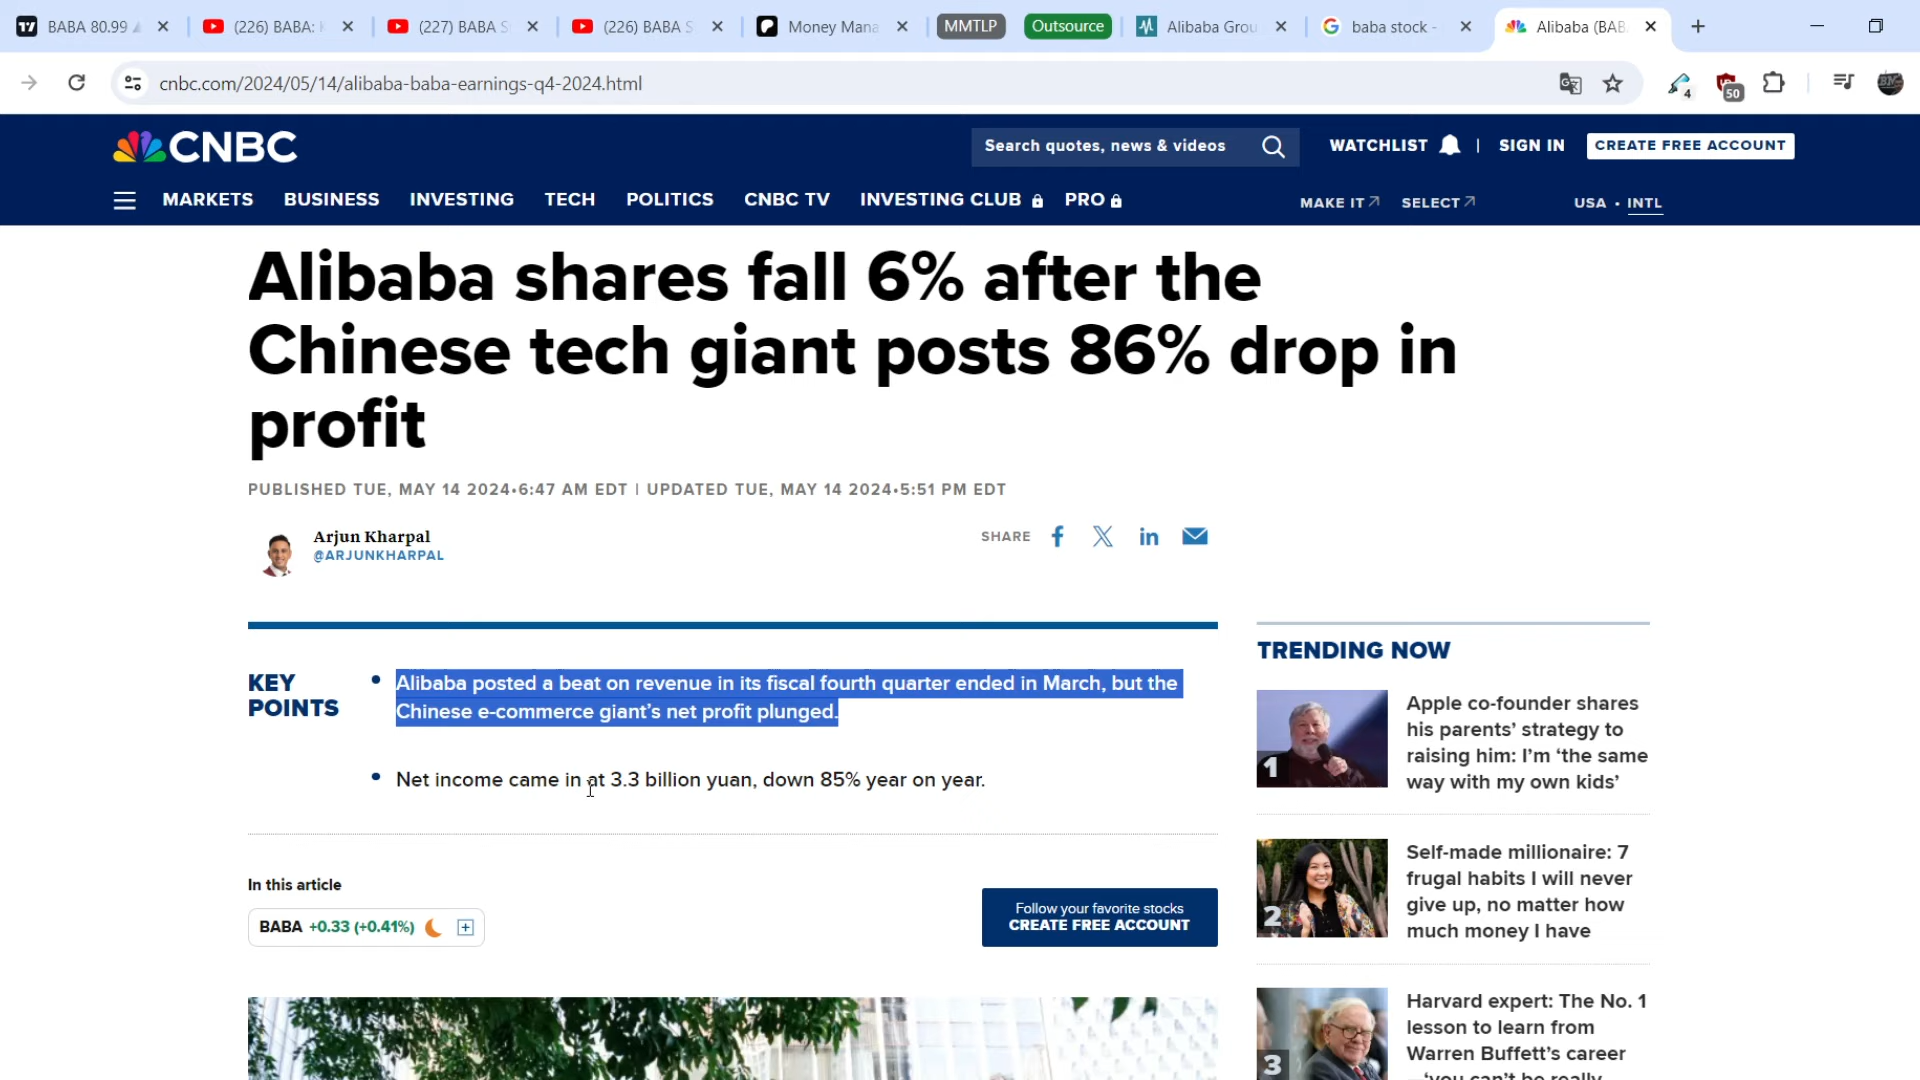 BABA 80.99
(226) BABA:
(227) BABA S
(226) BABA S
Money Mana
MMTLP
Outsource
Alibaba Grou
baba stock -
Alibaba (BAB
cnbc.com/2024/05/14/alibaba-baba-earnings-q4-2024.html
4
50
CNBC
Search quotes, news & videos
WATCHLIST
SIGN IN
CREATE FREE ACCOUNT
MARKETS
BUSINESS
INVESTING
TECH
POLITICS
CNBC TV
INVESTING CLUB
PRO
MAKE IT
SELECT
USA • INTL
Alibaba shares fall 6% after the
Chinese tech giant posts 86% drop in
profit
PUBLISHED TUE, MAY 14 2024•6:47 AM EDT | UPDATED TUE, MAY 14 2024•5:51 PM EDT
Arjun Kharpal
@ARJUNKHARPAL
SHARE
KEY
POINTS
Alibaba posted a beat on revenue in its fiscal fourth quarter ended in March, but the
Chinese e-commerce giant’s net profit plunged.
Net income came in at 3.3 billion yuan, down 85% year on year.
In this article
BABA +0.33 (+0.41%)
Follow your favorite stocks
CREATE FREE ACCOUNT
TRENDING NOW
1
Apple co-founder shares
his parents’ strategy to
raising him: I’m ‘the same
way with my own kids’
2
Self-made millionaire: 7
frugal habits I will never
give up, no matter how
much money I have
3
Harvard expert: The No. 1
lesson to learn from
Warren Buffett’s career
—‘you can’t be really